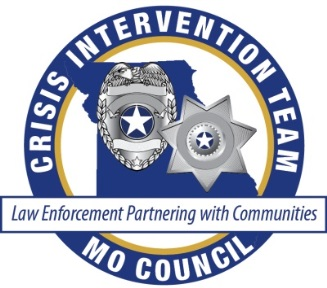 CRISIS INTERVENTION TEAM
Law Enforcement Partnering with Communities
MO COUNCIL